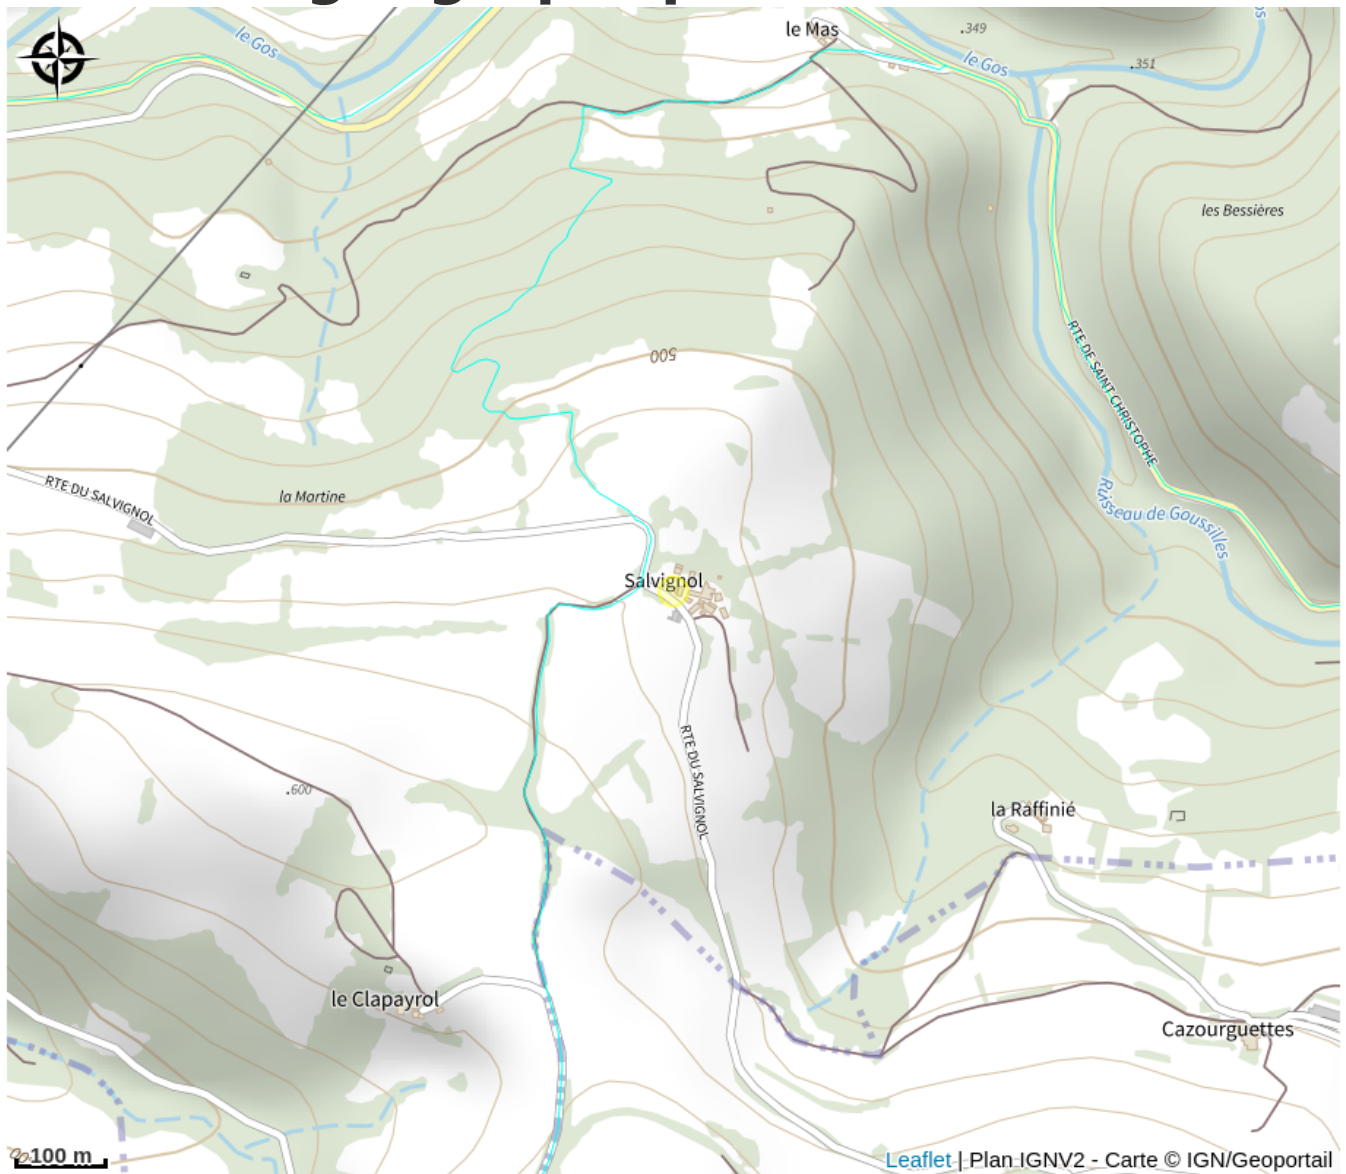 le Mas
.349
le Gos
le Gos
.351
les Bessières
500
RTE DE SAINT CHRISTOPHE
RTE DU SALVIGNOL
la Martine
Ruisseau de Goussilles
Salvignol
RTE DU SALVIGNOL
.600
la Raffinié
le Clapayrol
Cazourguettes
100 m
Leaflet | Plan IGNV2 - Carte © IGN/Geoportail